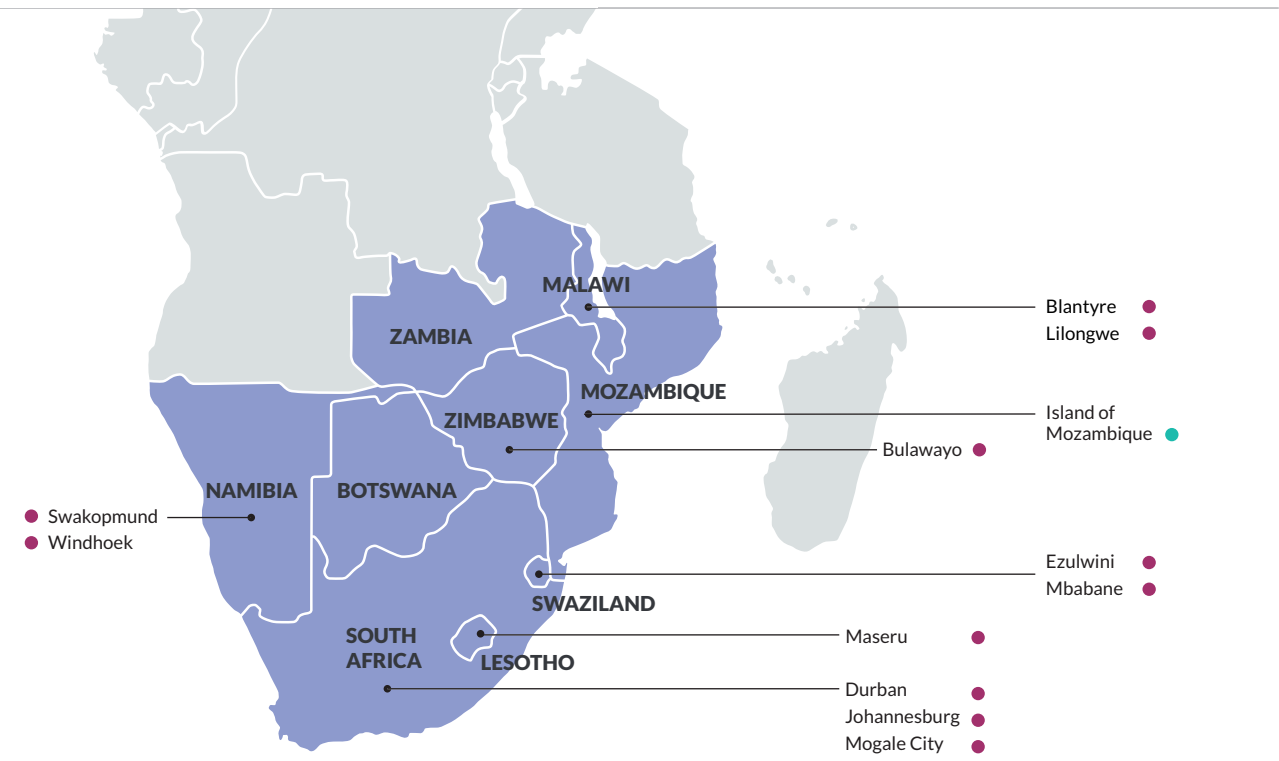 MALAWI
Blantyre
Lilongwe
ZAMBIA
MOZAMBIQUE
Island of
Mozambique
ZIMBABWE
Bulawayo
NAMIBIA
BOTSWANA
Swakopmund
Windhoek
Ezulwini
Mbabane
SWAZILAND
SOUTH
AFRICA
Maseru
LESOTHO
Durban
Johannesburg
Mogale City